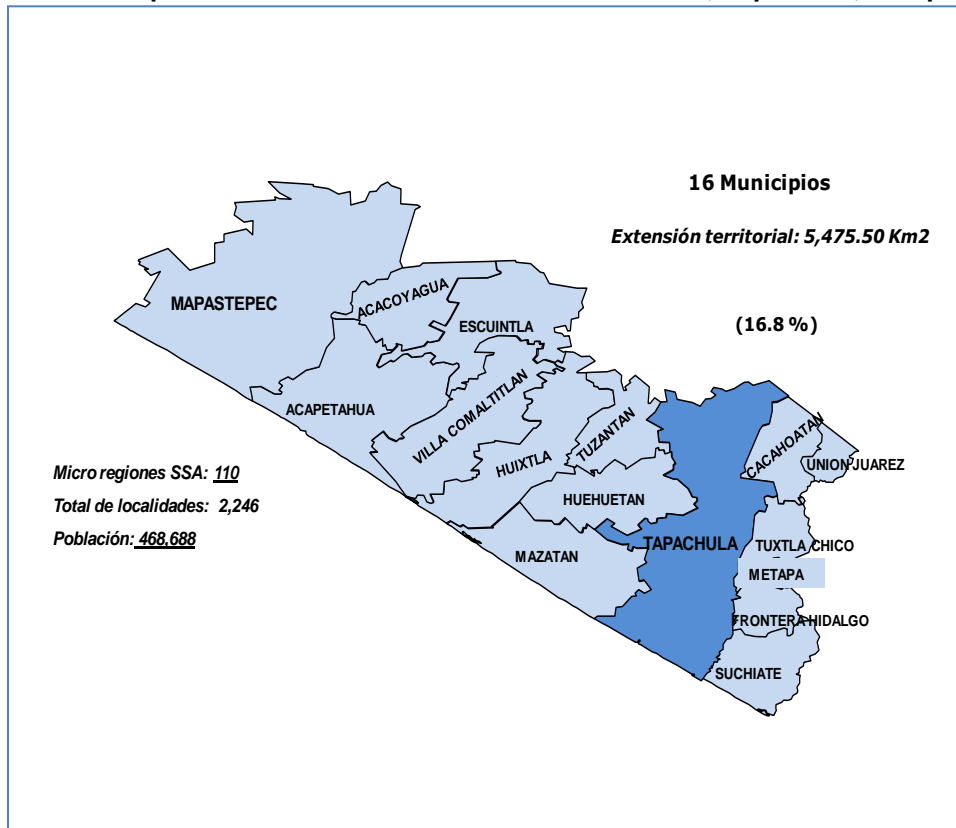 16 Municipios
Extensión territorial: 5,475.50 Km2
(16.8 %)
MAPASTEPEC
ACACOYAGUA
ESCUINTLA
ACAPETAHUA
VILLA COMALTITLAN
HUIXTLA
TUZANTAN
HUEHUETAN
MAZATAN
TAPACHULA
CACAHOATAN
UNION JUAREZ
TUXTLA CHICO
METAPA
FRONTERA HIDALGO
SUCHIATE
Micro regiones SSA: 110
Total de localidades: 2,246
Población: 468,688